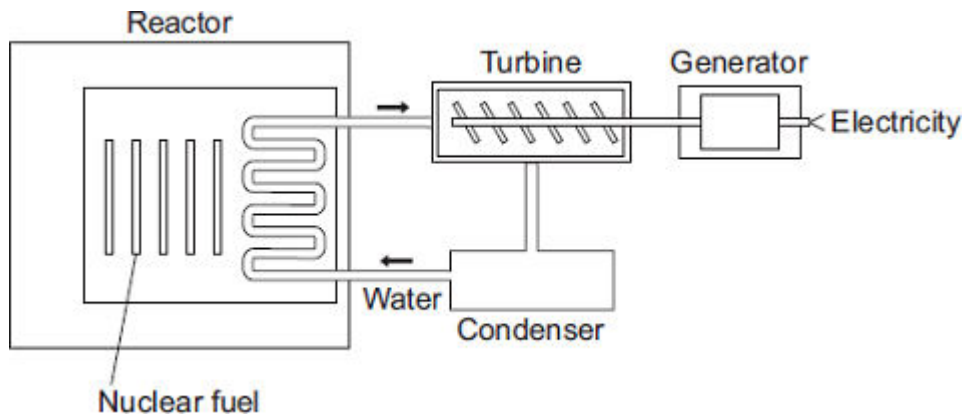 Reactor
Turbine
Generator
Electricity
Water
Condenser
Nuclear fuel